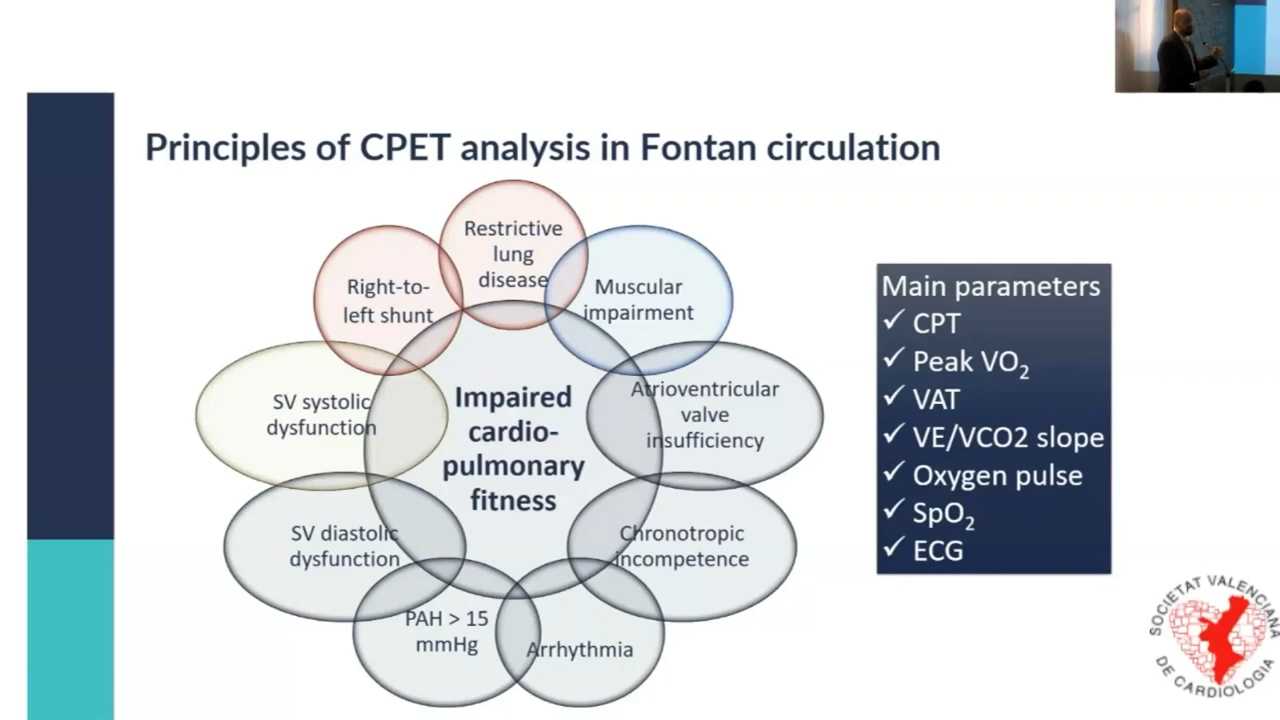 Principles of CPET analysis in Fontan circulation
Restrictive
lung
disease
Right-to-
left shunt
Muscular
impairment
SV systolic
dysfunction
Impaired
cardio-
pulmonary
fitness
Atrioventricular
valve
insufficiency
SV diastolic
dysfunction
Chronotropic
incompetence
PAH > 15
mmHg
Arrhythmia
Main parameters
✓ CPT
✓ Peak VO₂
✓ VAT
✓ VE/VCO2 slope
✓ Oxygen pulse
✓ SpO₂
✓ ECG
SOCIETAT VALENCIANA
DE CARDIOLOGIA